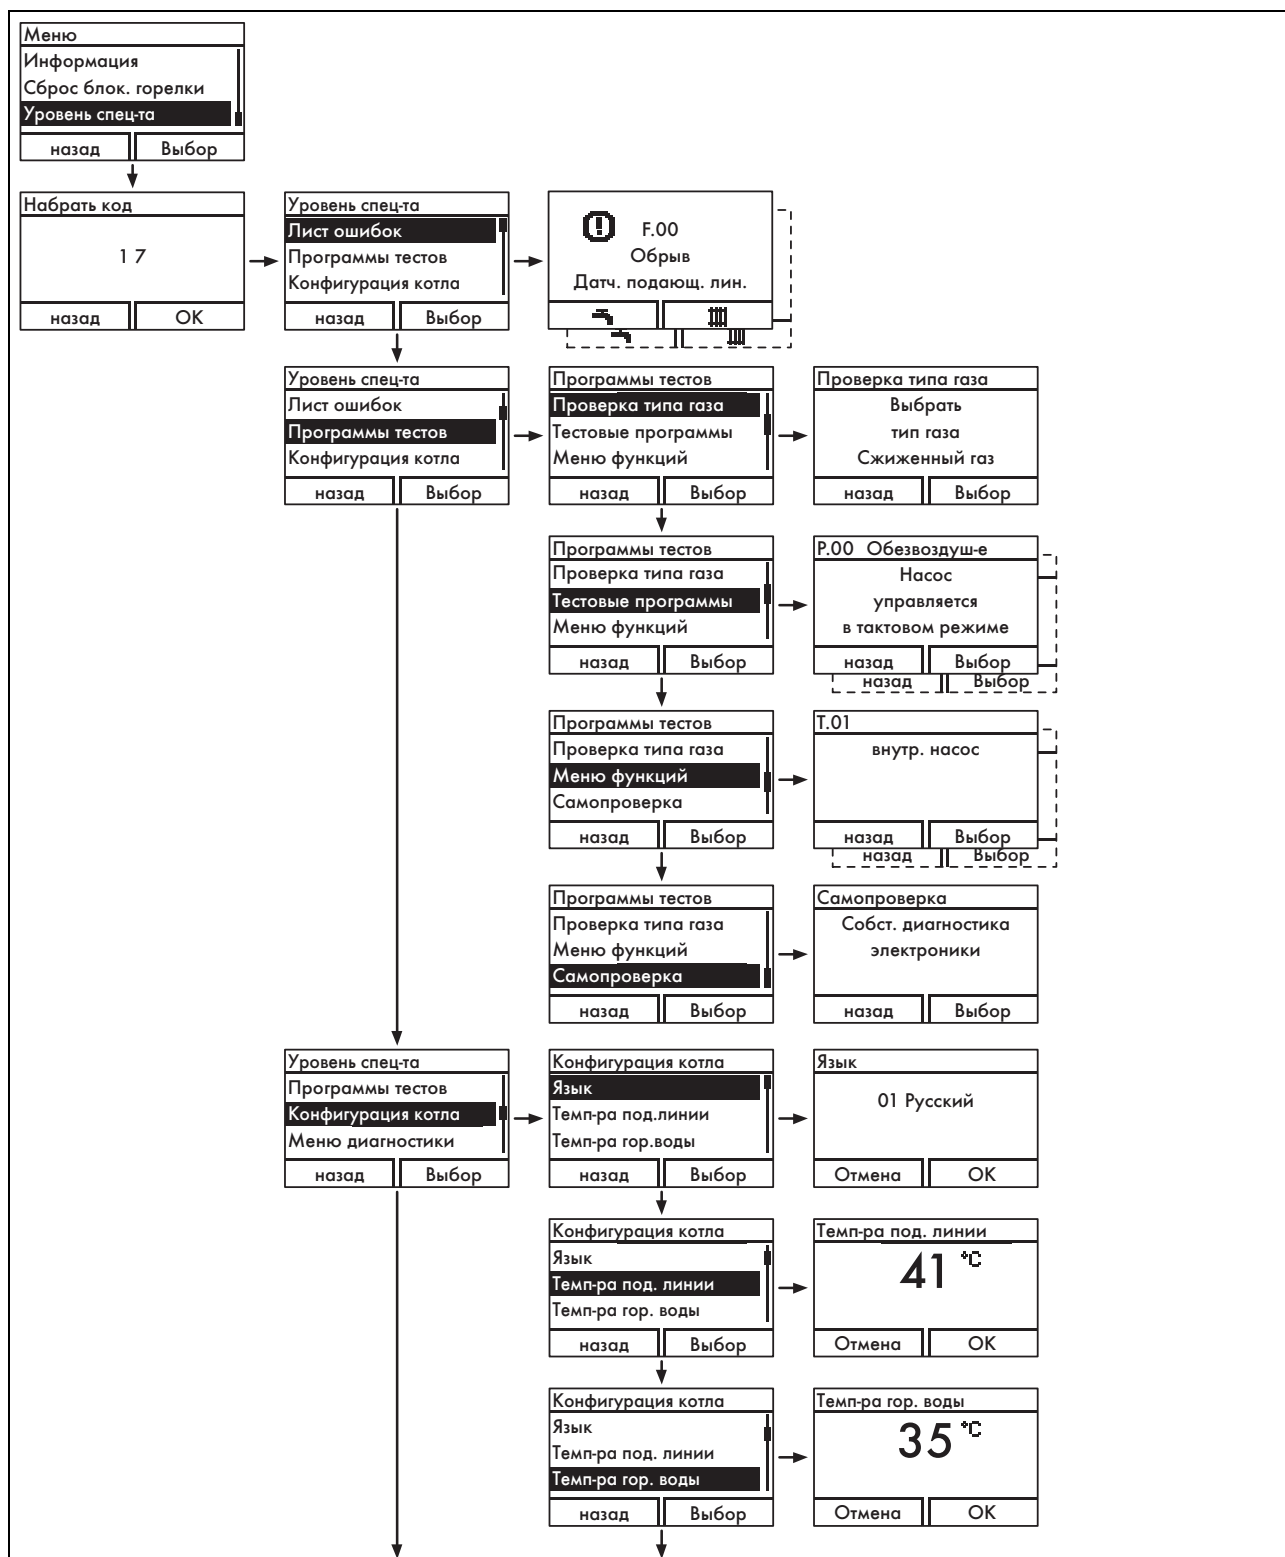 Меню
Информация
Сброс блок. горелки
Уровень спец-та
назад Выбор
Набрать код
1 7
назад OK
Уровень спец-та
Лист ошибок
Программы тестов
Конфигурация котла
назад Выбор
F.00
Обрыв
Датч. подающ. лин.
Уровень спец-та
Лист ошибок
Программы тестов
Конфигурация котла
назад Выбор
Программы тестов
Проверка типа газа
Тестовые программы
Меню функций
назад Выбор
Проверка типа газа
Выбрать
тип газа
Сжиженный газ
назад Выбор
Программы тестов
Проверка типа газа
Тестовые программы
Меню функций
назад Выбор
P.00 Обезвоздуш-е
Насос
управляется
в тактовом режиме
назад Выбор
назад Выбор
Программы тестов
Проверка типа газа
Меню функций
Самопроверка
назад Выбор
T.01
внутр. насос
назад Выбор
назад Выбор
Программы тестов
Проверка типа газа
Меню функций
Самопроверка
назад Выбор
Самопроверка
Собст. диагностика
электроники
назад Выбор
Уровень спец-та
Программы тестов
Конфигурация котла
Меню диагностики
назад Выбор
Конфигурация котла
Язык
Темп-ра под.линии
Темп-ра гор.воды
назад Выбор
Язык
01 Русский
Отмена OK
Конфигурация котла
Язык
Темп-ра под. линии
Темп-ра гор. воды
назад Выбор
Темп-ра под. линии
41 °C
Отмена OK
Конфигурация котла
Язык
Темп-ра под. линии
Темп-ра гор. воды
назад Выбор
Темп-ра гор. воды
35 °C
Отмена OK